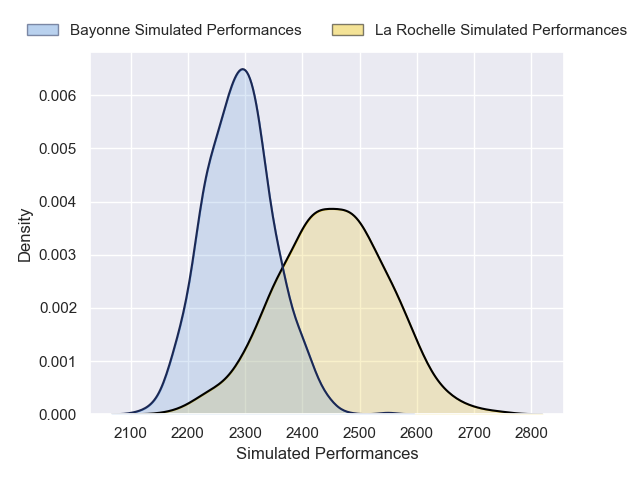 Bayonne Simulated Performances
La Rochelle Simulated Performances
0.006
0.005
0.004
0.003
0.002
0.001
0.000
Density
2100 2200 2300 2400 2500 2600 2700 2800
Simulated Performances